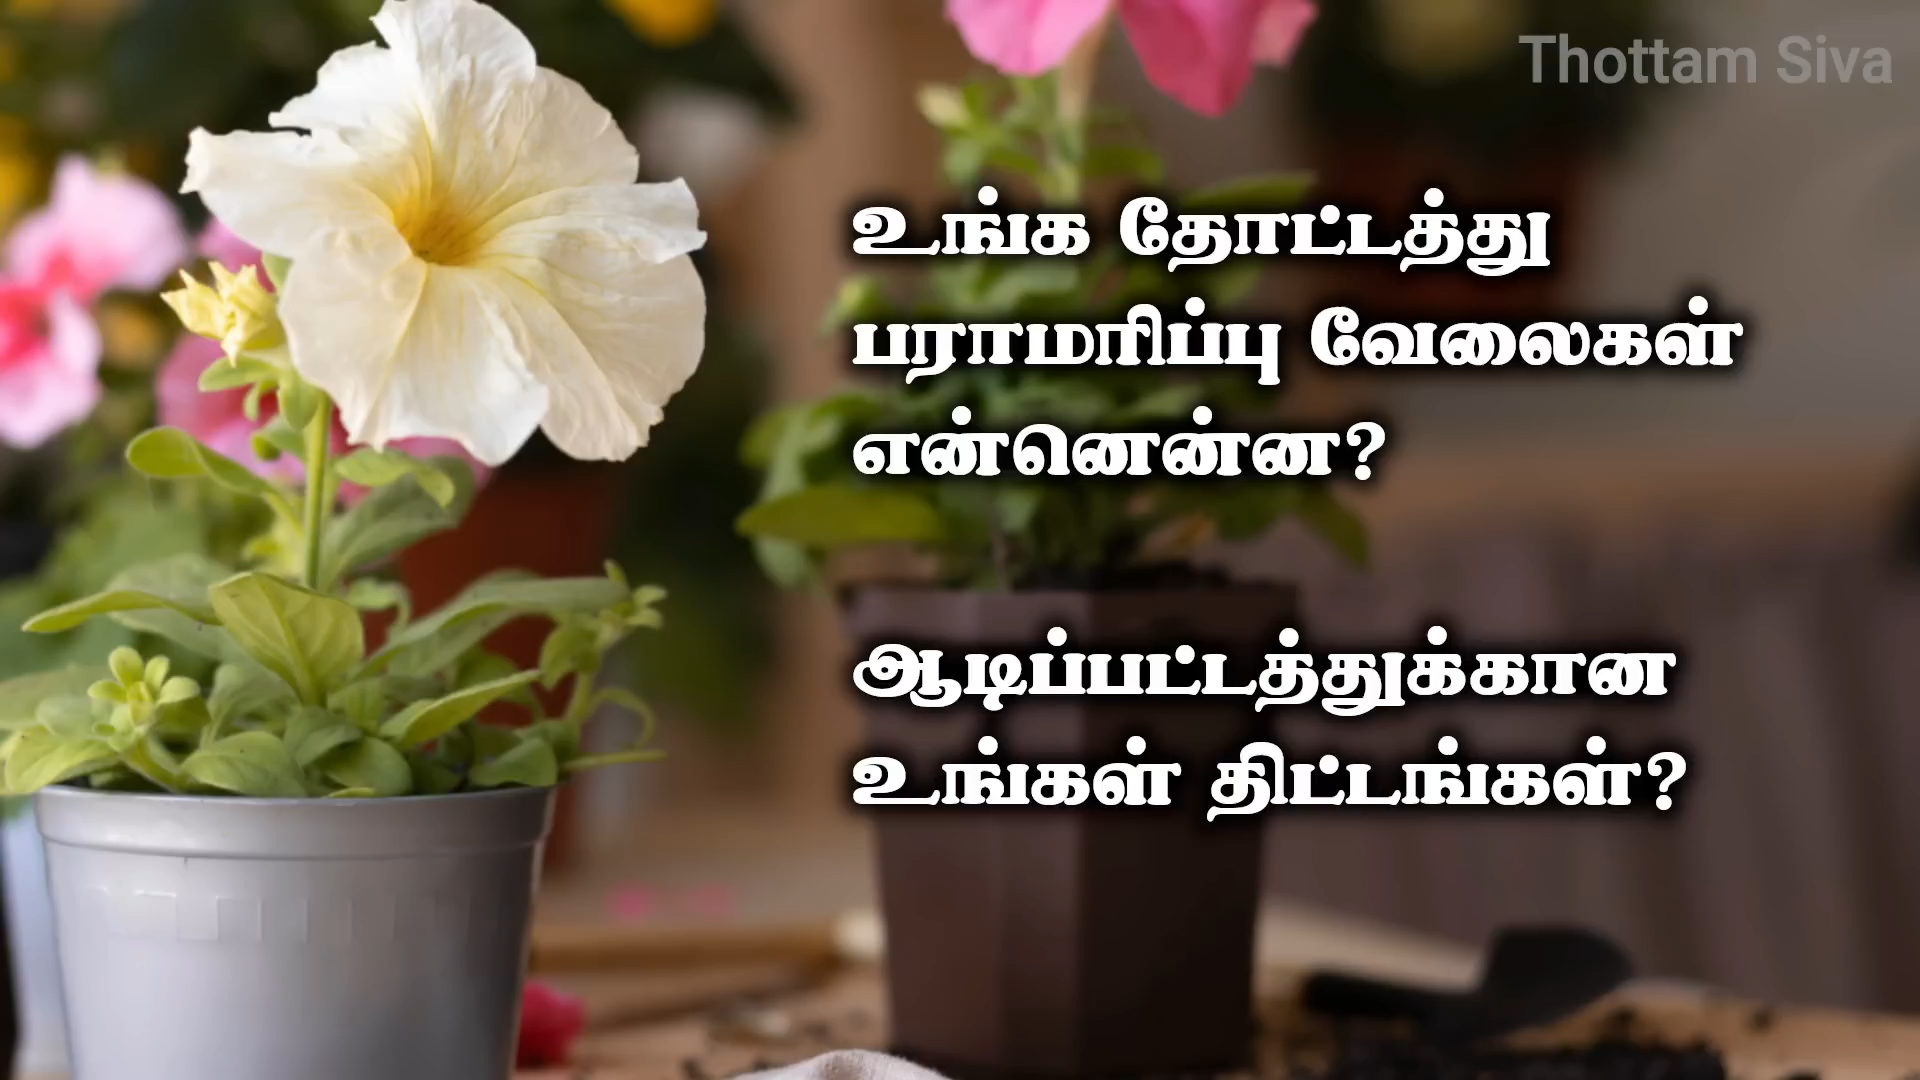 Thottam Siva
உங்க தோட்டத்து
பராமரிப்பு வேலைகள்
என்னென்ன?
ஆடிப்பட்டத்துக்கான
உங்கள் திட்டங்கள்?